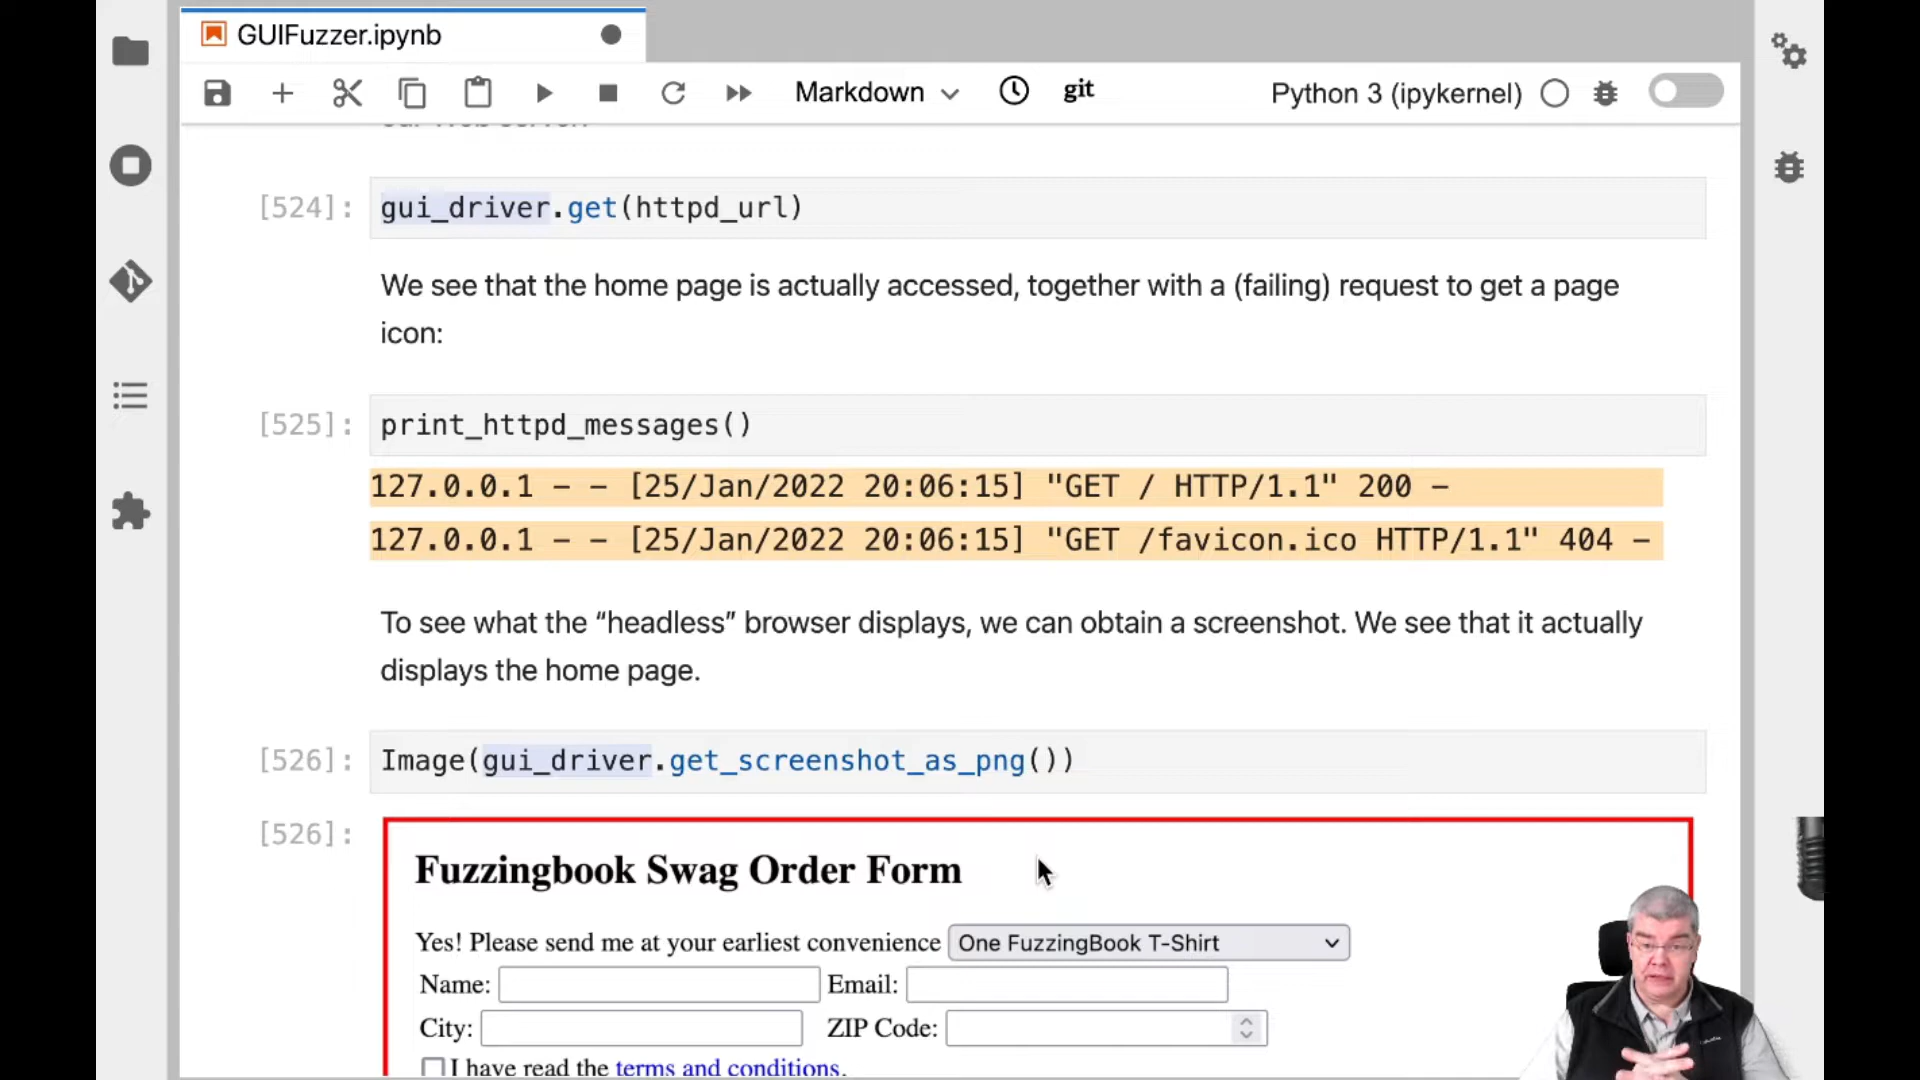 GUIFuzzer.ipynb
Markdown
git
Python 3 (ipykernel)
[524]:
gui_driver.get(httpd_url)
We see that the home page is actually accessed, together with a (failing) request to get a page
icon:
[525]:
print_httpd_messages()
127.0.0.1 - - [25/Jan/2022 20:06:15] "GET / HTTP/1.1" 200 -
127.0.0.1 - - [25/Jan/2022 20:06:15] "GET /favicon.ico HTTP/1.1" 404 -
To see what the “headless” browser displays, we can obtain a screenshot. We see that it actually
displays the home page.
[526]:
Image(gui_driver.get_screenshot_as_png())
[526]:
Fuzzingbook Swag Order Form
Yes! Please send me at your earliest convenience One FuzzingBook T-Shirt
Name: Email:
City: ZIP Code:
I have read the terms and conditions.